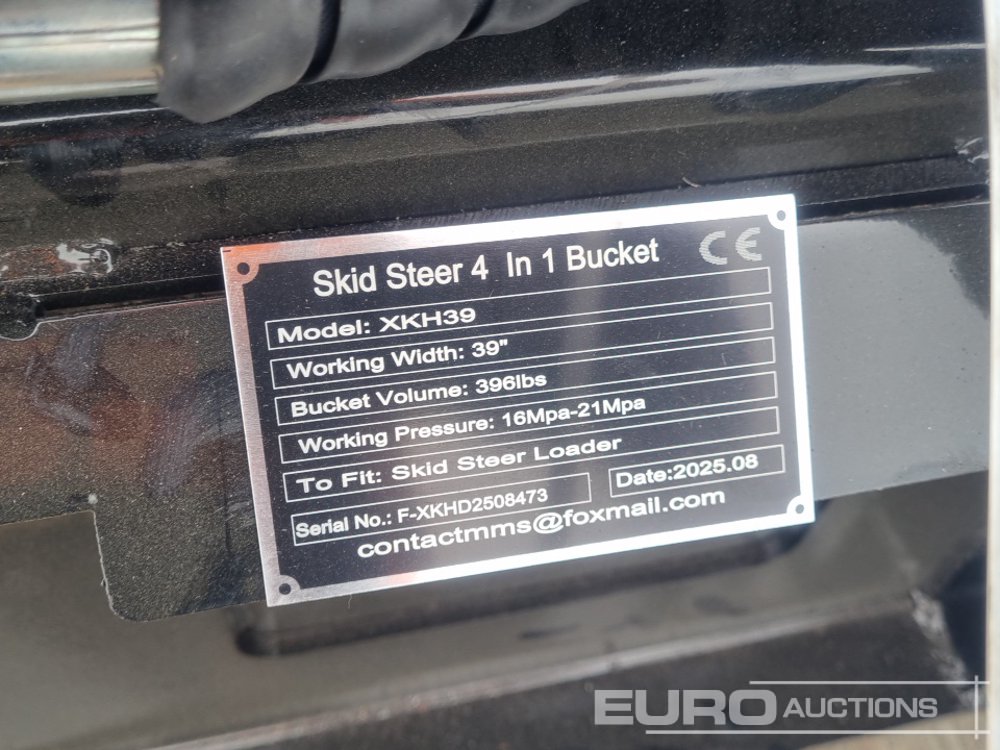 Skid Steer 4 In 1 Bucket CE
Model: XKH39
Working Width: 39"
Bucket Volume: 396lbs
Working Pressure: 16Mpa-21Mpa
To Fit: Skid Steer Loader
Serial No.: F-XKHD2508473 Date:2025.08
contactmms@foxmail.com
EURO AUCTIONS